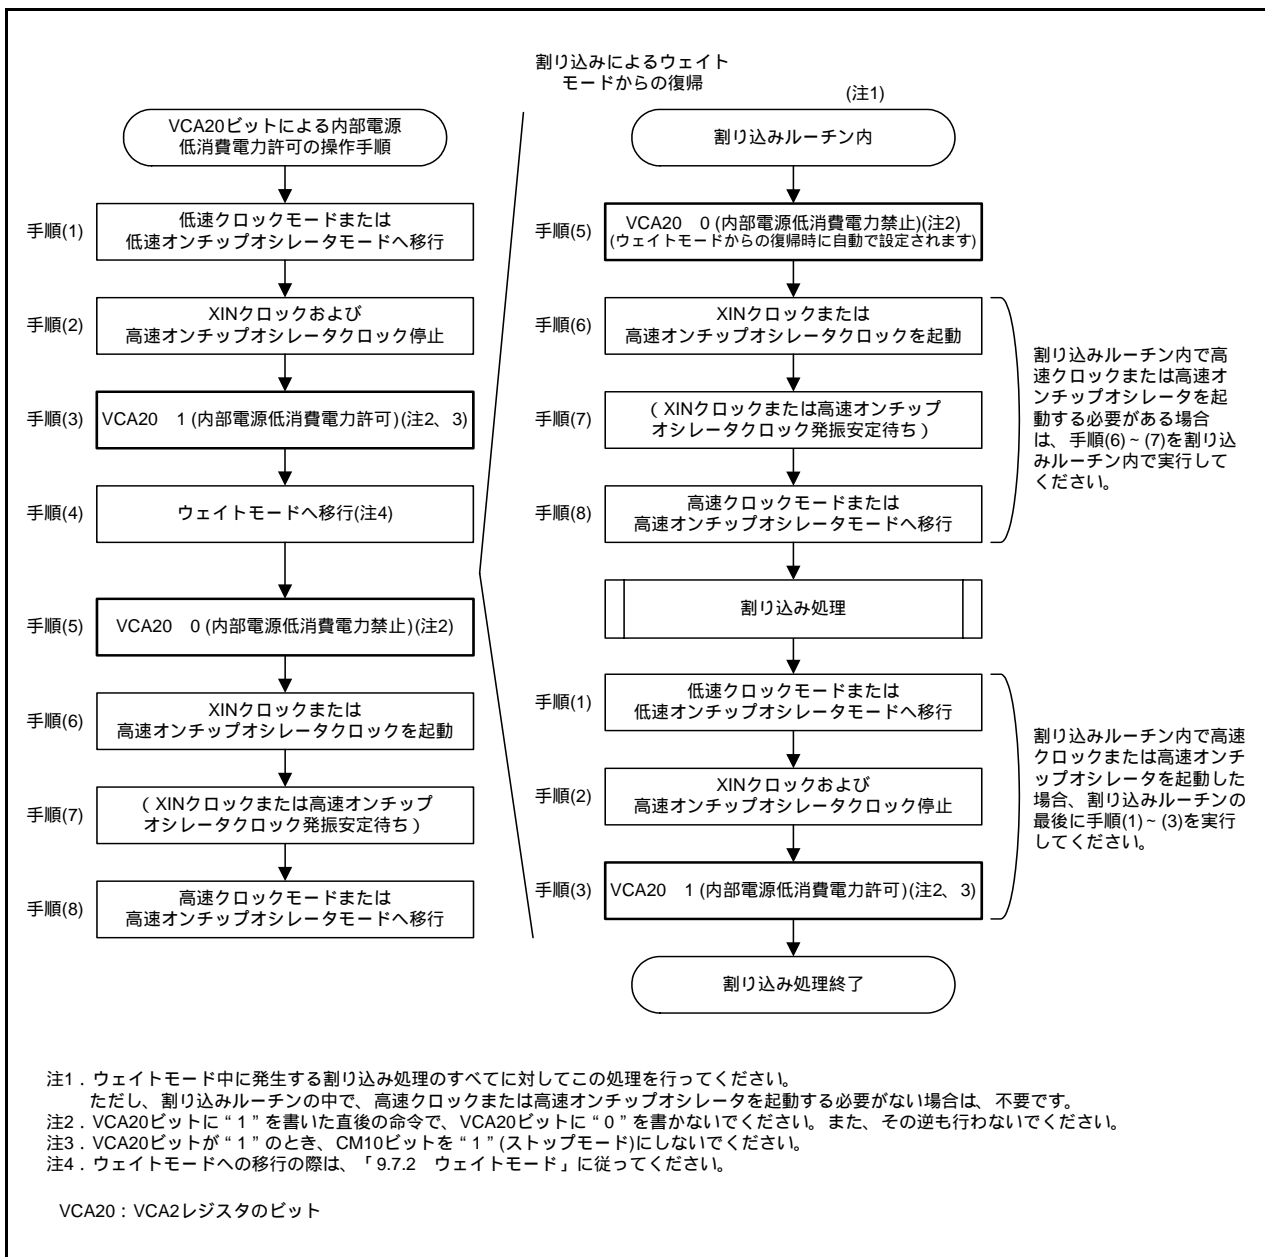 割り込みによるウェイト
モードからの復帰
VCA20ビットによる内部電源
低消費電力許可の操作手順
手順(1)
低速クロックモードまたは
低速オンチップオシレータモードへ移行
手順(2)
XINクロックおよび
高速オンチップオシレータクロック停止
手順(3)
VCA20 1 (内部電源低消費電力許可)(注2、3)
手順(4)
ウェイトモードへ移行(注4)
手順(5)
VCA20 0 (内部電源低消費電力禁止)(注2)
手順(6)
XINクロックまたは
高速オンチップオシレータクロックを起動
手順(7)
( XINクロックまたは高速オンチップ
オシレータクロック発振安定待ち )
手順(8)
高速クロックモードまたは
高速オンチップオシレータモードへ移行
(注1)
割り込みルーチン内
手順(5)
VCA20 0 (内部電源低消費電力禁止)(注2)
(ウェイトモードからの復帰時に自動で設定されます)
手順(6)
XINクロックまたは
高速オンチップオシレータクロックを起動
手順(7)
( XINクロックまたは高速オンチップ
オシレータクロック発振安定待ち )
手順(8)
高速クロックモードまたは
高速オンチップオシレータモードへ移行
割り込みルーチン内で高
速クロックまたは高速オ
ンチップオシレータを起
動する必要がある場合
は、手順(6) ~ (7)を割り込
みルーチン内で実行して
ください。
割り込み処理
手順(1)
低速クロックモードまたは
低速オンチップオシレータモードへ移行
手順(2)
XINクロックおよび
高速オンチップオシレータクロック停止
手順(3)
VCA20 1 (内部電源低消費電力許可)(注2、3)
割り込みルーチン内で高速
クロックまたは高速オンチ
ップオシレータを起動した
場合、割り込みルーチンの
最後に手順(1) ~ (3)を実行
してください。
割り込み処理終了
注1．ウェイトモード中に発生する割り込み処理のすべてに対してこの処理を行ってください。
ただし、割り込みルーチンの中で、高速クロックまたは高速オンチップオシレータを起動する必要がない場合は、不要です。
注2．VCA20ビットに “ 1 ” を書いた直後の命令で、VCA20ビットに “ 0 ” を書かないでください。また、その逆も行わないでください。
注3．VCA20ビットが “ 1 ” のとき、CM10ビットを “ 1 ” (ストップモード)にしないでください。
注4．ウェイトモードへの移行の際は、「 9.7.2 ウェイトモード」に従ってください。
VCA20 : VCA2レジスタのビット